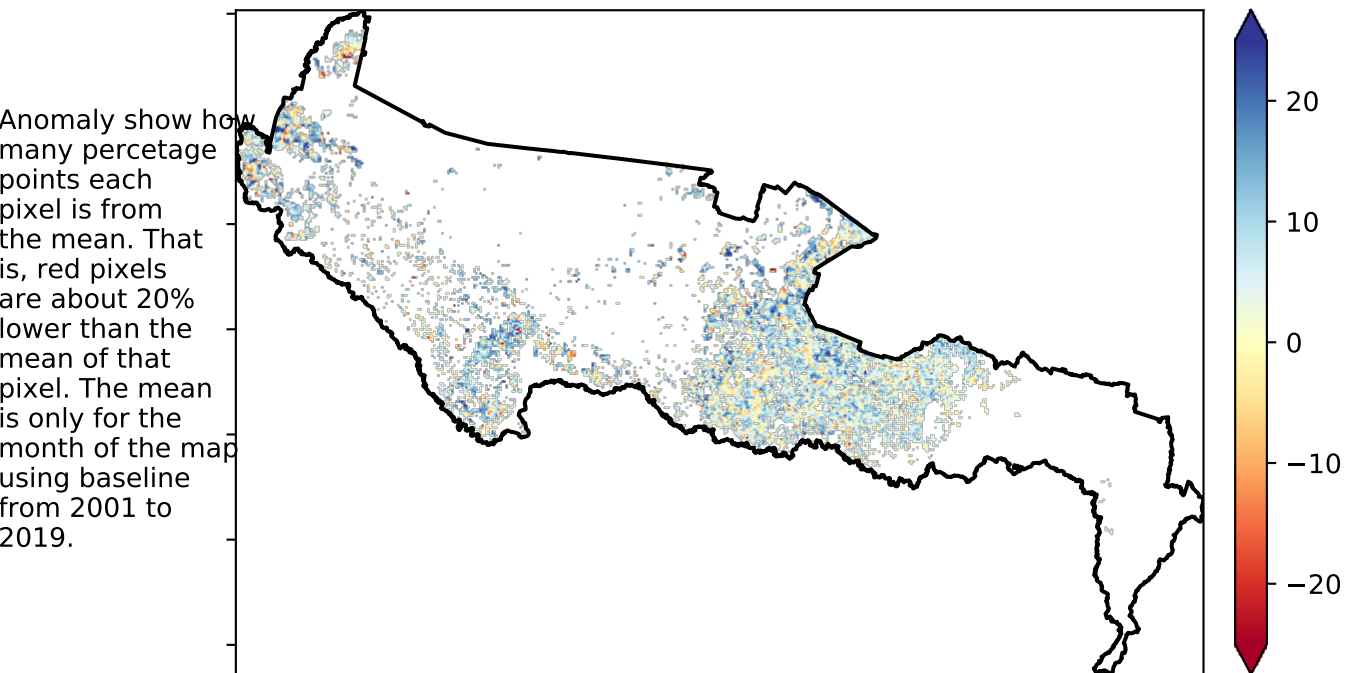 Anomaly show how
many percetage
points each
pixel is from
the mean. That
is, red pixels
are about 20%
lower than the
mean of that
pixel. The mean
is only for the
month of the map
using baseline
from 2001 to
2019.
20
10
0
−10
−20